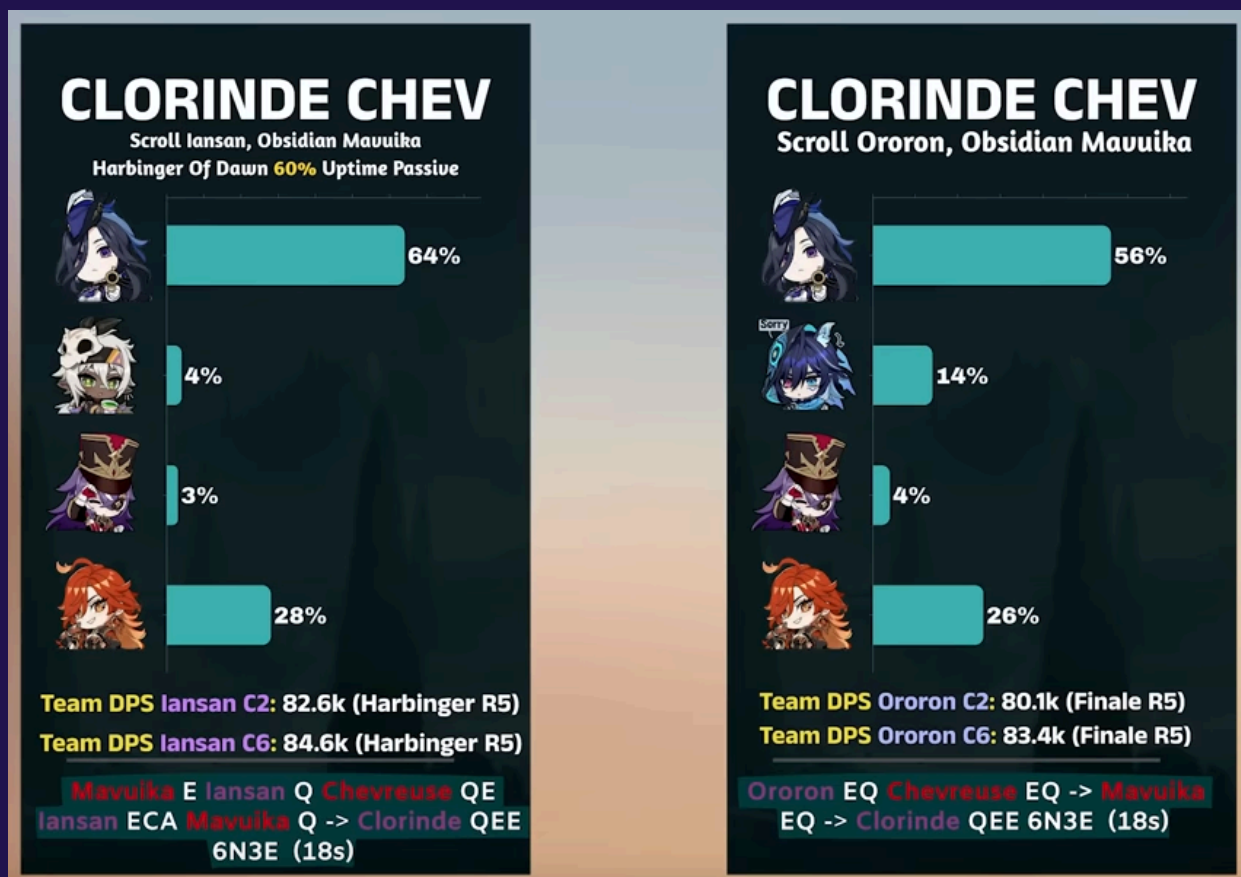 CLORINDE CHEV
Scroll Iansan, Obsidian Mavuika
Harbinger Of Dawn 60% Uptime Passive
64%
4%
3%
28%
Team DPS Iansan C2: 82.6k (Harbinger R5)
Team DPS Iansan C6: 84.6k (Harbinger R5)
Mavuika E Iansan Q Chevreuse QE
Iansan ECA Mavuika Q -> Clorinde QEE
6N3E (18s)
CLORINDE CHEV
Scroll Ororon, Obsidian Mavuika
56%
Sorry
14%
4%
26%
Team DPS Ororon C2: 80.1k (Finale R5)
Team DPS Ororon C6: 83.4k (Finale R5)
Ororon EQ Chevreuse EQ -> Mavuika
EQ -> Clorinde QEE 6N3E (18s)